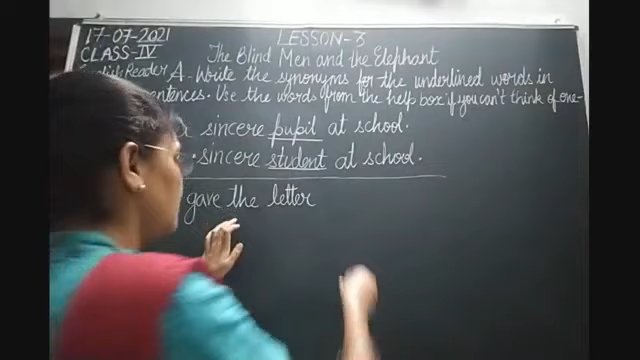 17-07-2021
LESSON-3
CLASS-IV
The Blind Men and the Elephant
English Reader
A- Write the synonyms for the underlined words in
entences. Use the words from the help box if you can't think of one-
sincere pupil at school.
sincere student at school.
gave the letter